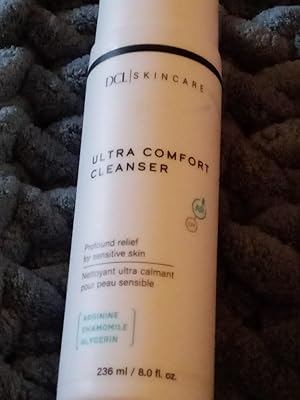 DCL|SKINCARE
ULTRA COMFORT
CLEANSER
Profound relief
for sensitive skin
Nettoyant ultra calmant
pour peau sensible
ARGININE
CHAMOMILE
GLYCERIN
236 ml / 8.0 fl. oz.